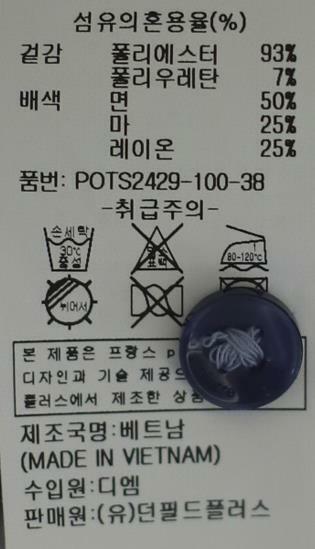 섬유의혼용율(%)
겉감 폴리에스터 93%
폴리우레탄 7%
배색 면 50%
마 25%
레이온 25%
품번: POTS2429-100-38
-취급주의-
손세탁
30℃
중성
80-120℃
뉘어서
본 제품은 프랑스 P
디자인과 기술 제공으
플러스에서 제조한 상품
제조국명:베트남
(MADE IN VIETNAM)
수입원:디엠
판매원:(유)던필드플러스